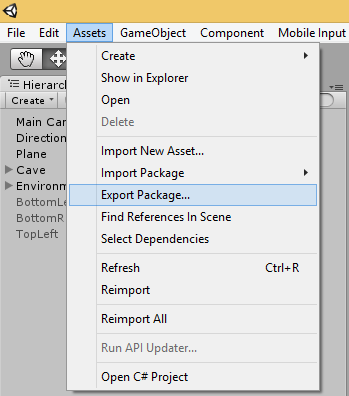 File Edit Assets GameObject Component Mobile Input
Create
Show in Explorer
Open
Delete
Import New Asset...
Import Package
Export Package...
Find References In Scene
Select Dependencies
Refresh Ctrl+R
Reimport
Reimport All
Run API Updater...
Open C# Project
Hierarc
Create
Main Car
Direction
Plane
Cave
Environm
BottomLe
BottomR
TopLeft